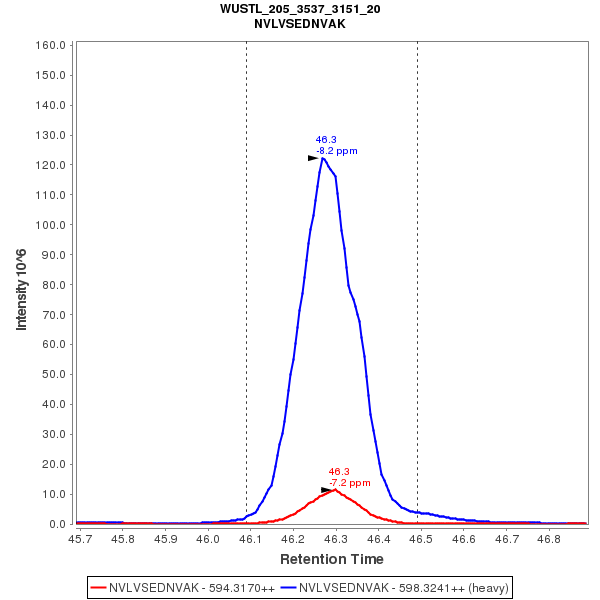 WUSTL_205_3537_3151_20
NVLVSEDNVAK
160.0
150.0
140.0
130.0
120.0
110.0
100.0
90.0
80.0
70.0
60.0
50.0
40.0
30.0
20.0
10.0
0.0
Intensity 10^6
46.3
-8.2 ppm
46.3
-7.2 ppm
45.7 45.8 45.9 46.0 46.1 46.2 46.3 46.4 46.5 46.6 46.7 46.8
Retention Time
NVLVSEDNVAK - 594.3170++ NVLVSEDNVAK - 598.3241++ (heavy)